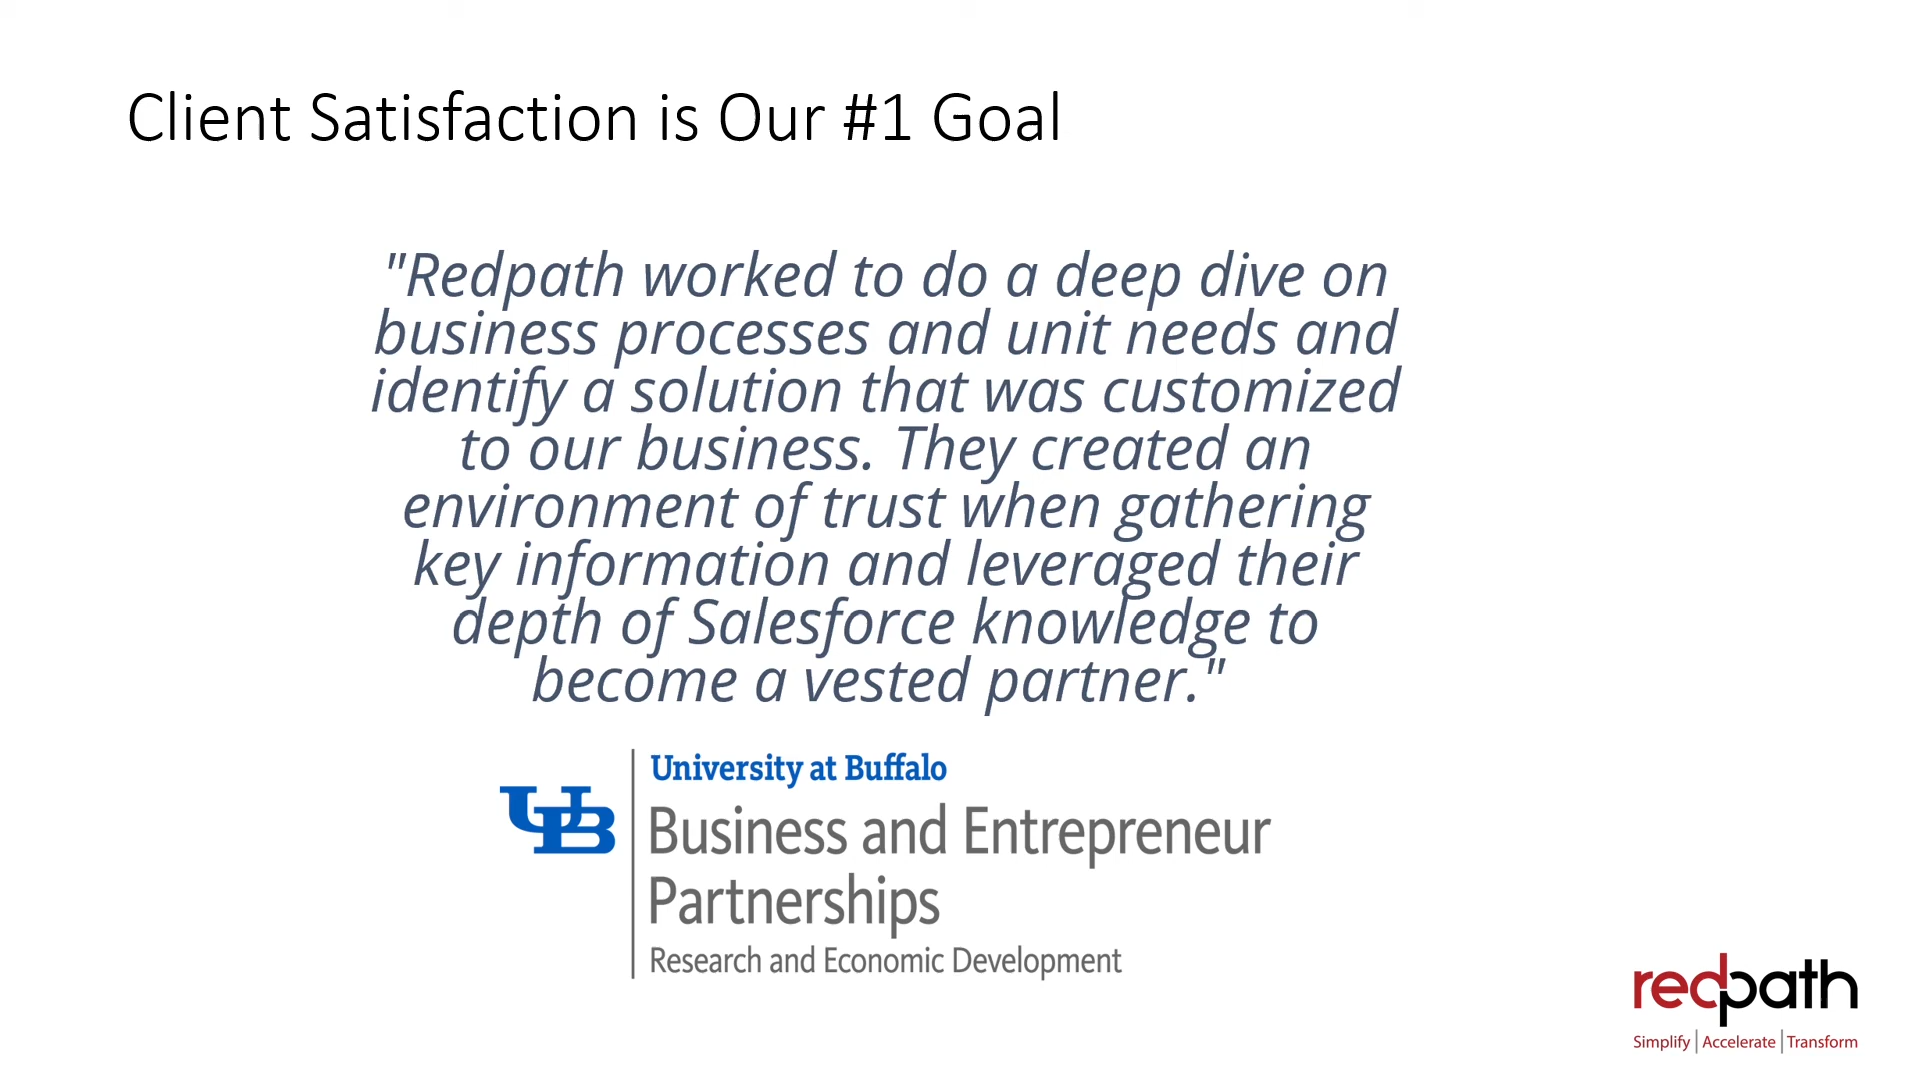 Client Satisfaction is Our #1 Goal
"Redpath worked to do a deep dive on
business processes and unit needs and
identify a solution that was customized
to our business. They created an
environment of trust when gathering
key information and leveraged their
depth of Salesforce knowledge to
become a vested partner."
UB
University at Buffalo
Business and Entrepreneur
Partnerships
Research and Economic Development
redpath
Simplify | Accelerate | Transform